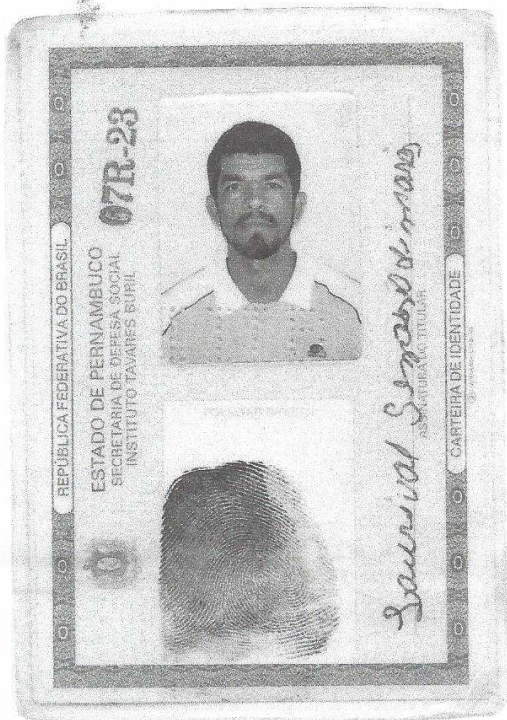 REPÚBLICA FEDERATIVA DO BRASIL
ESTADO DE PERNAMBUCO
SECRETARIA DE DEFESA SOCIAL
INSTITUTO TAVARES BURIL
07R-23
ASSINATURA DO TITULAR
CARTEIRA DE IDENTIDADE